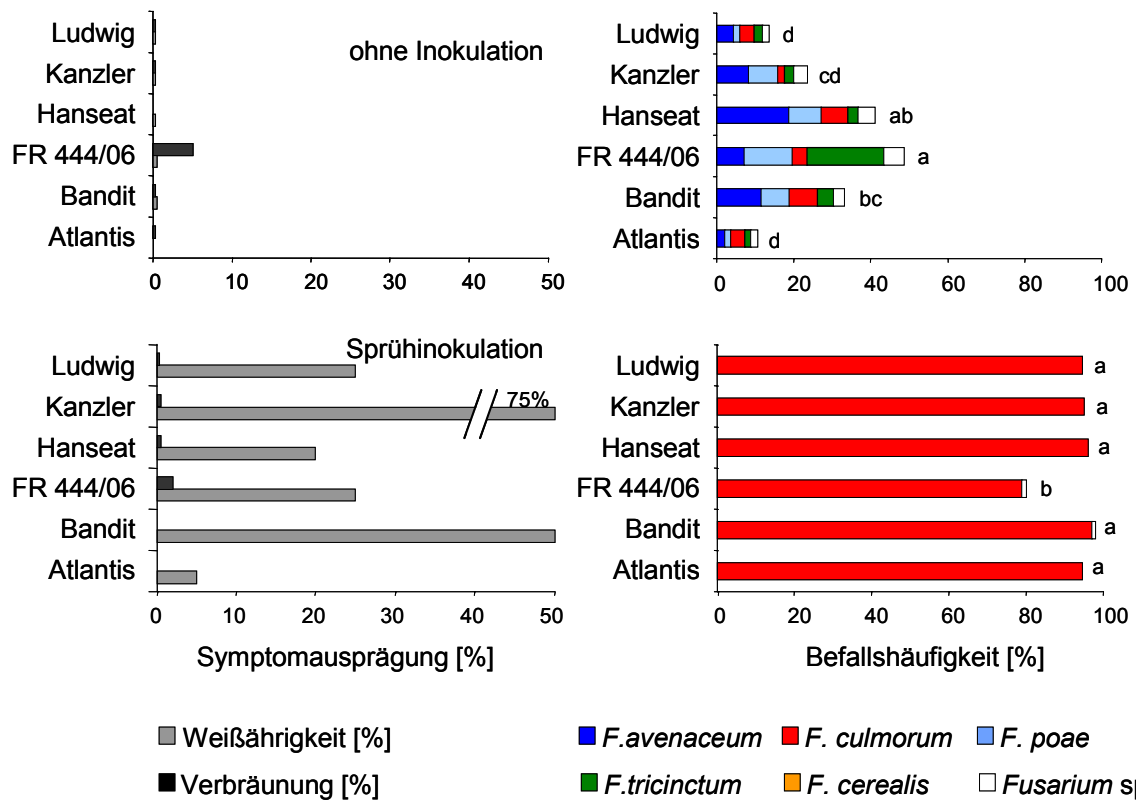 ohne Inokulation
Ludwig
Kanzler
Hanseat
FR 444/06
Bandit
Atlantis
0 10 20 30 40 50
Ludwig d
Kanzler cd
Hanseat ab
FR 444/06 a
Bandit bc
Atlantis d
0 20 40 60 80 100
Sprühinokulation
Ludwig
Kanzler 75%
Hanseat
FR 444/06
Bandit
Atlantis
0 10 20 30 40 50
Symptomausprägung [%]
Ludwig a
Kanzler a
Hanseat a
FR 444/06 b
Bandit a
Atlantis a
0 20 40 60 80 100
Befallshäufigkeit [%]
Weißährigkeit [%]
Verbräunung [%]
F.avenaceum F. culmorum F. poae
F.tricinctum F. cerealis Fusarium sp